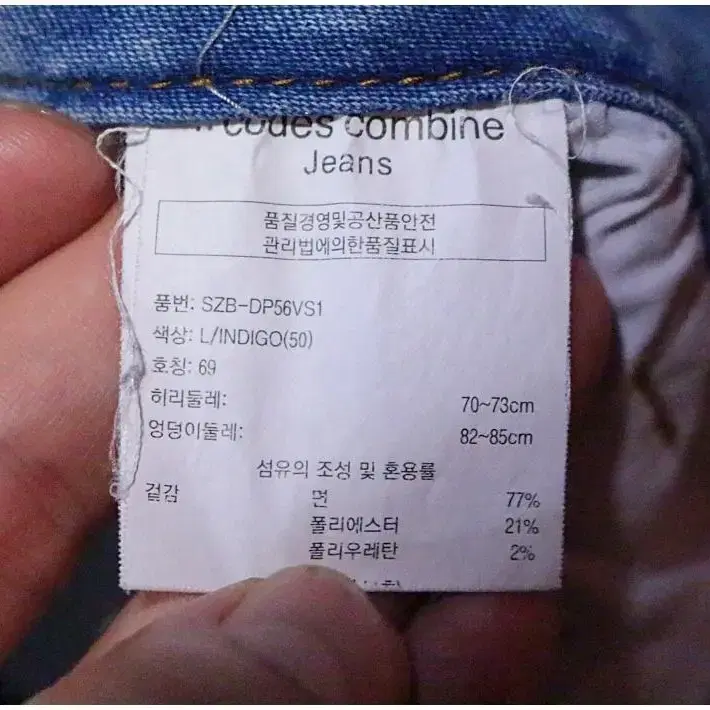 codes combine
Jeans
품질경영및공산품안전
관리법에의한품질표시
품번: SZB-DP56VS1
색상: L/INDIGO(50)
호칭: 69
허리둘레: 70~73cm
엉덩이둘레: 82~85cm
섬유의 조성 및 혼용률
겉감 면 77%
폴리에스터 21%
폴리우레탄 2%